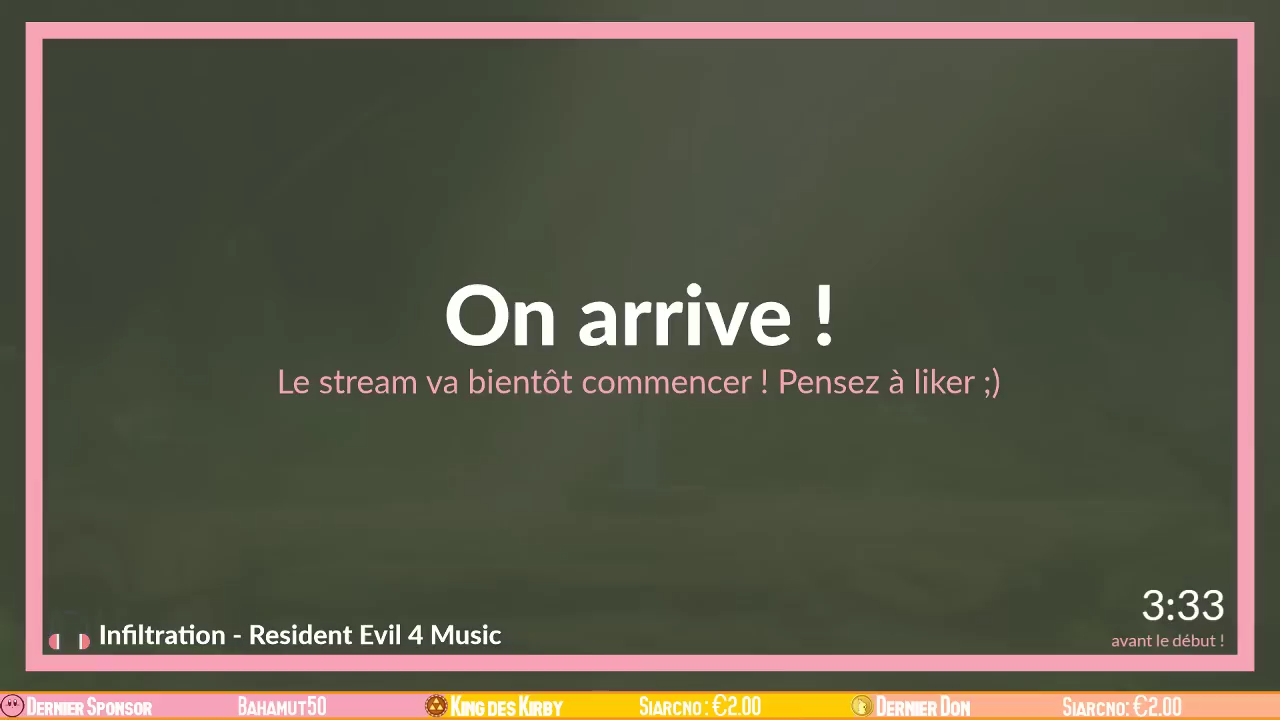 On arrive !
Le stream va bientôt commencer ! Pensez à liker ;)
3:33
avant le début !
Infiltration - Resident Evil 4 Music
Dernier Sponsor Bahamut50 King des Kirby Siarcno : €2.00 Dernier Don Siarcno: €2.00